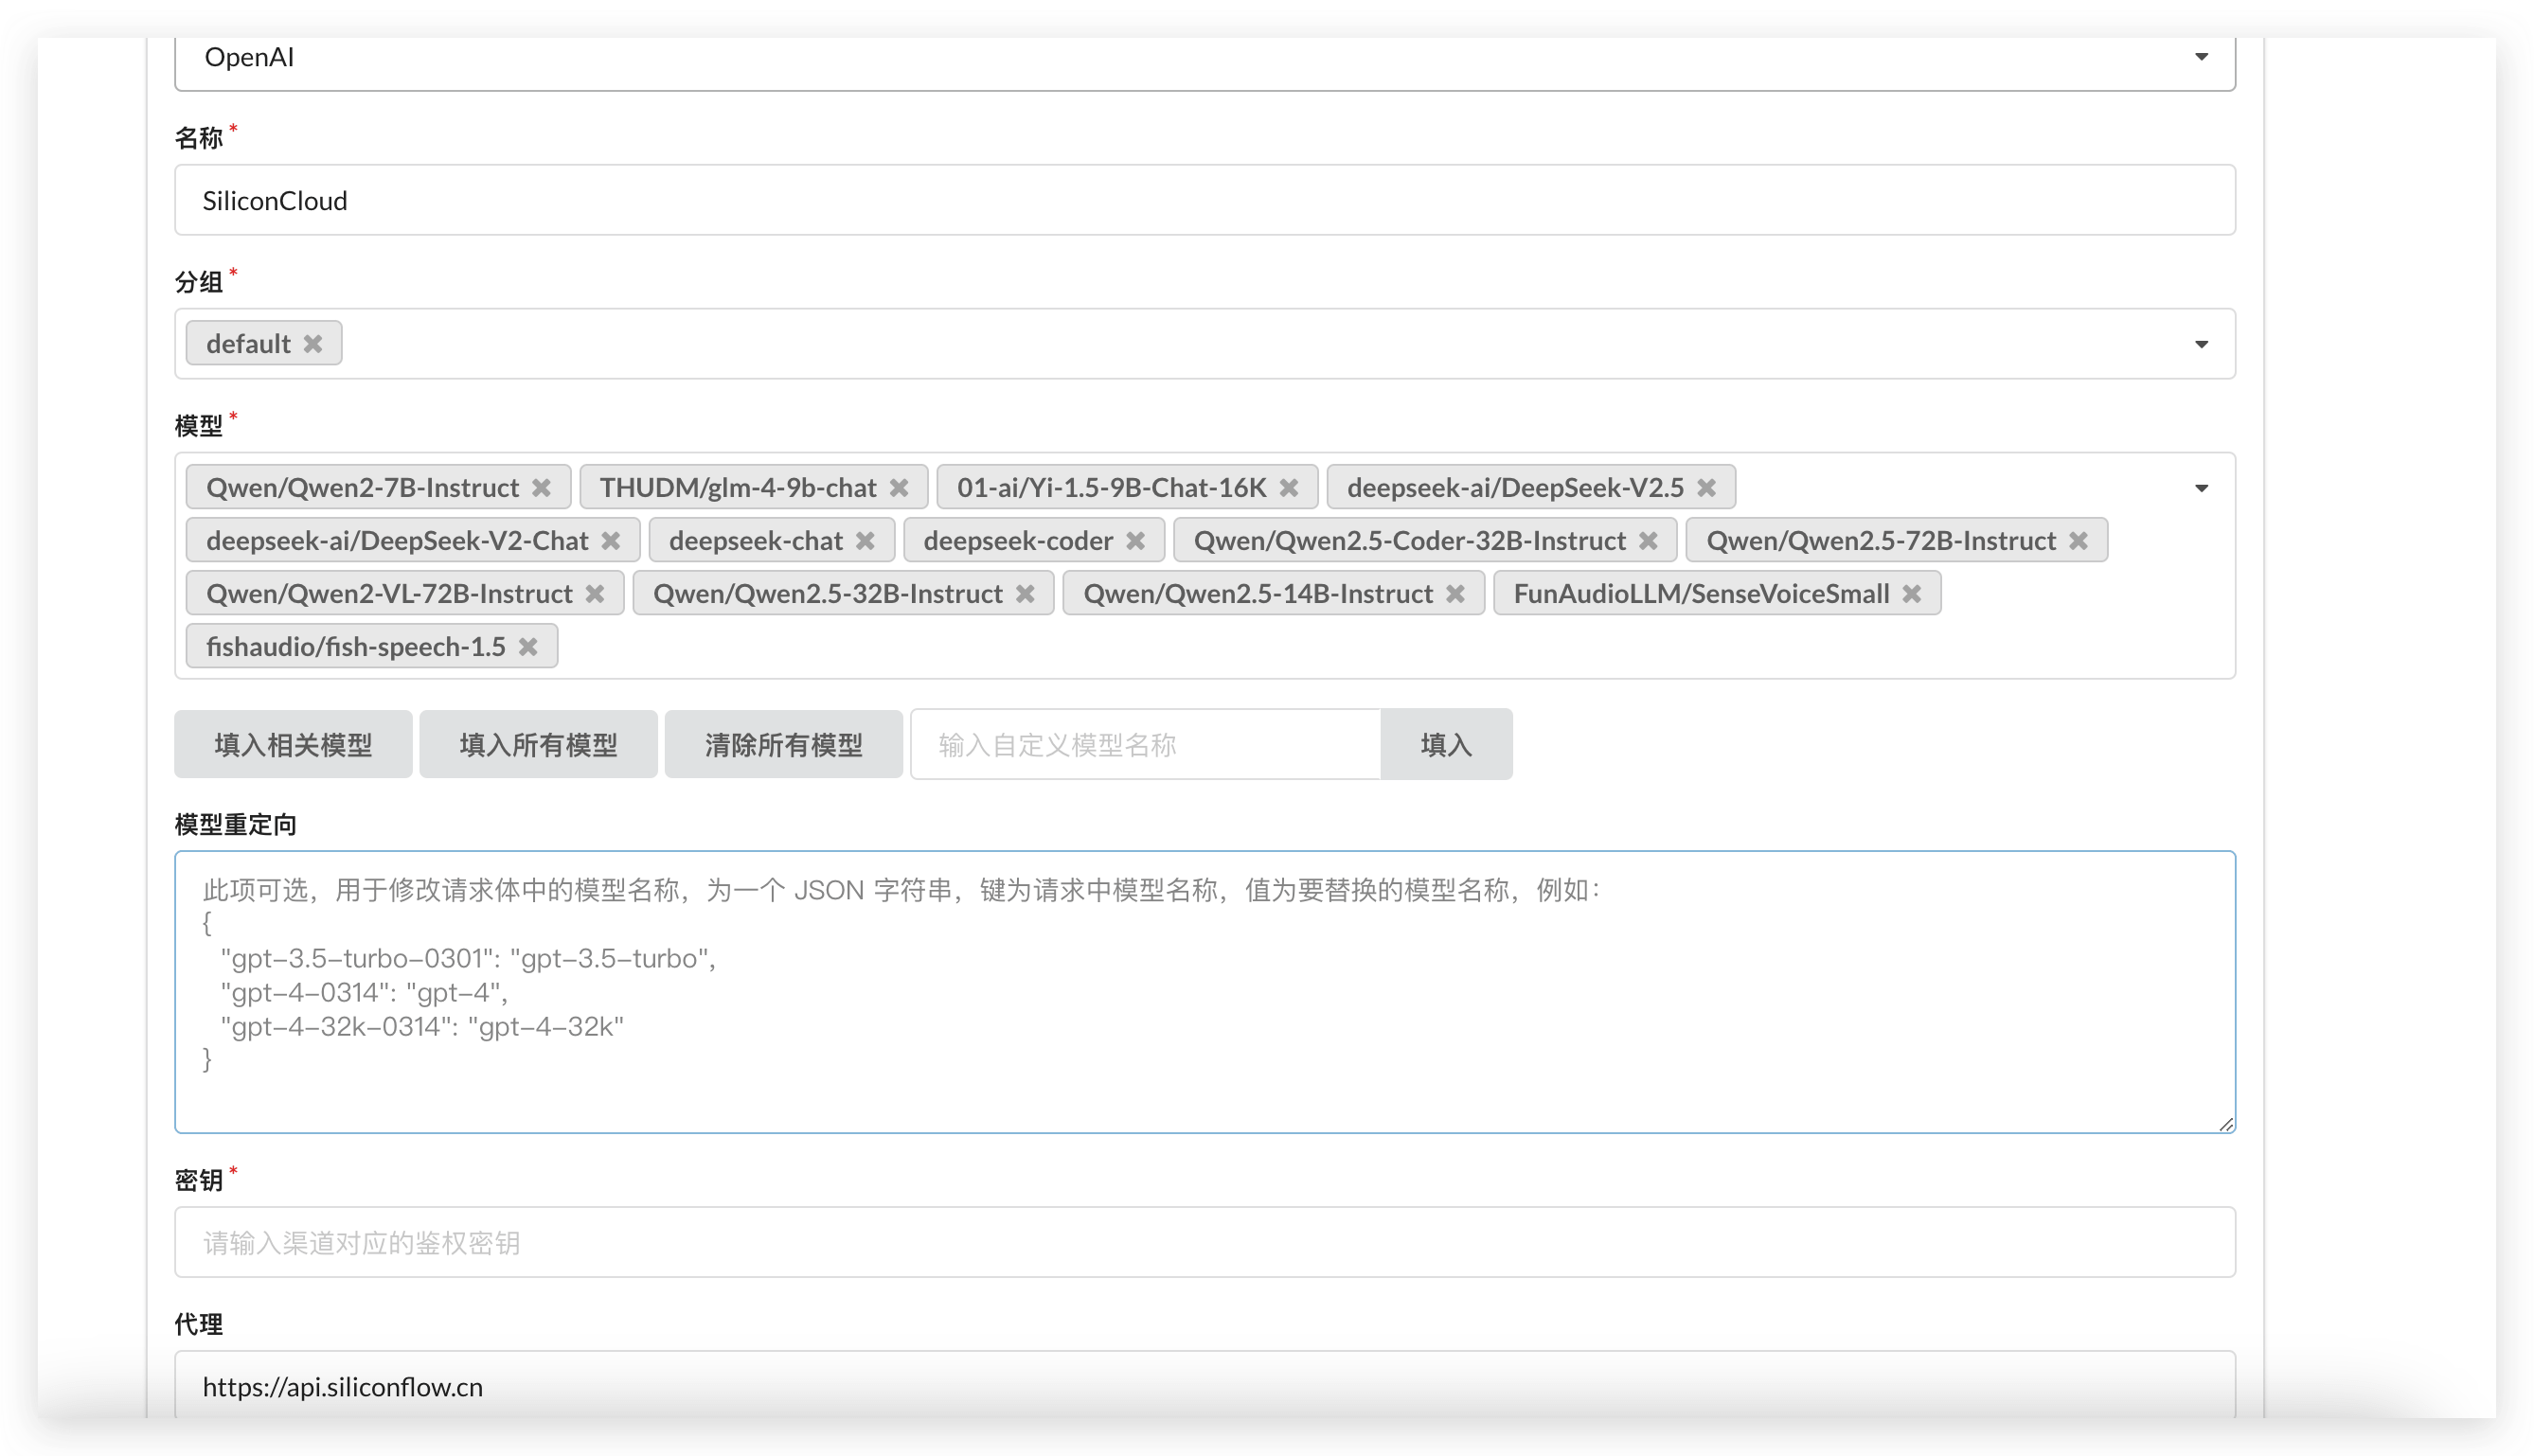 OpenAI
名称*
SiliconCloud
分组*
default
模型*
Qwen/Qwen2-7B-Instruct THUDM/glm-4-9b-chat 01-ai/Yi-1.5-9B-Chat-16K deepseek-ai/DeepSeek-V2.5
deepseek-ai/DeepSeek-V2-Chat deepseek-chat deepseek-coder Qwen/Qwen2.5-Coder-32B-Instruct Qwen/Qwen2.5-72B-Instruct
Qwen/Qwen2-VL-72B-Instruct Qwen/Qwen2.5-32B-Instruct Qwen/Qwen2.5-14B-Instruct FunAudioLLM/SenseVoiceSmall
fishaudio/fish-speech-1.5
填入相关模型 填入所有模型 清除所有模型 输入自定义模型名称 填入
模型重定向
此项可选，用于修改请求体中的模型名称，为一个 JSON 字符串，键为请求中模型名称，值为要替换的模型名称，例如：
{
"gpt-3.5-turbo-0301": "gpt-3.5-turbo",
"gpt-4-0314": "gpt-4",
"gpt-4-32k-0314": "gpt-4-32k"
}
密钥*
请输入渠道对应的鉴权密钥
代理
https://api.siliconflow.cn